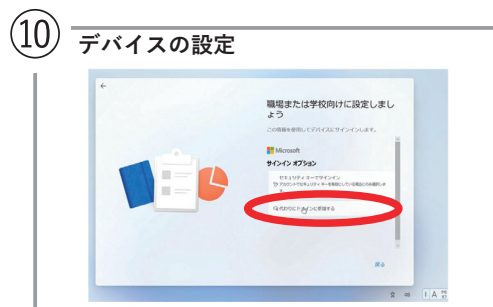 ⑩ デバイスの設定
←
職場または学校向けに設定しまし
ょう
この情報を使用してデバイスにサインインします。
Microsoft
サインイン オプション
セキュリティ キーでサインイン
代わりにドメインに参加する
戻る
A